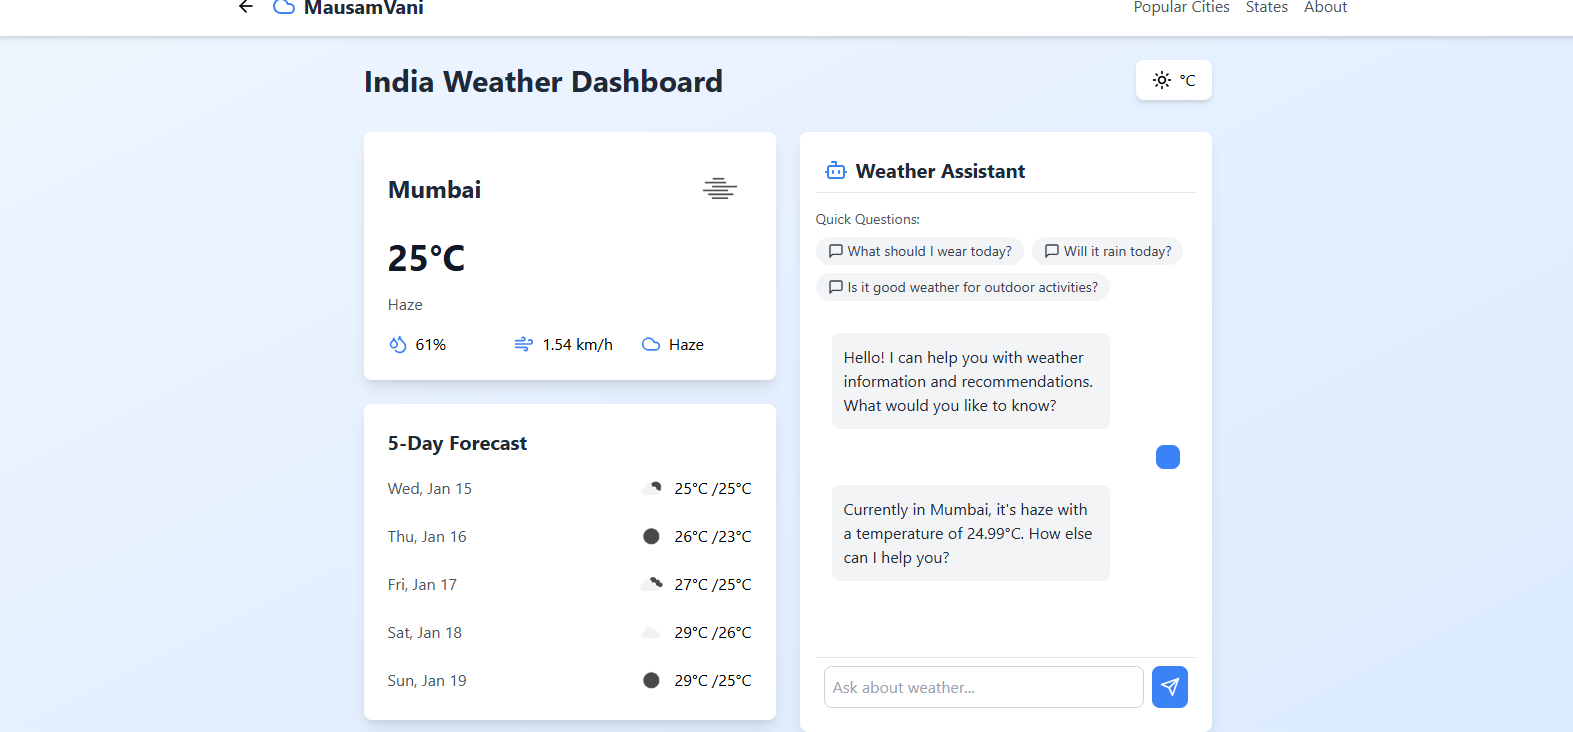 MausamVani
Popular Cities States About
India Weather Dashboard
°C
Mumbai
25°C
Haze
61% 1.54 km/h Haze
5-Day Forecast
Wed, Jan 15 25°C /25°C
Thu, Jan 16 26°C /23°C
Fri, Jan 17 27°C /25°C
Sat, Jan 18 29°C /26°C
Sun, Jan 19 29°C /25°C
Weather Assistant
Quick Questions:
What should I wear today? Will it rain today?
Is it good weather for outdoor activities?
Hello! I can help you with weather
information and recommendations.
What would you like to know?
Currently in Mumbai, it's haze with
a temperature of 24.99°C. How else
can I help you?
Ask about weather...